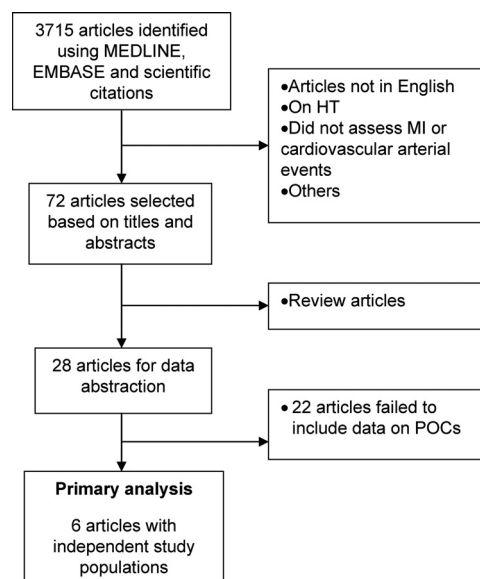 3715 articles identified
using MEDLINE,
EMBASE and scientific
citations
•Articles not in English
•On HT
•Did not assess MI or
cardiovascular arterial
events
•Others
72 articles selected
based on titles and
abstracts
•Review articles
28 articles for data
abstraction
• 22 articles failed to
include data on POCs
Primary analysis
6 articles with
independent study
populations